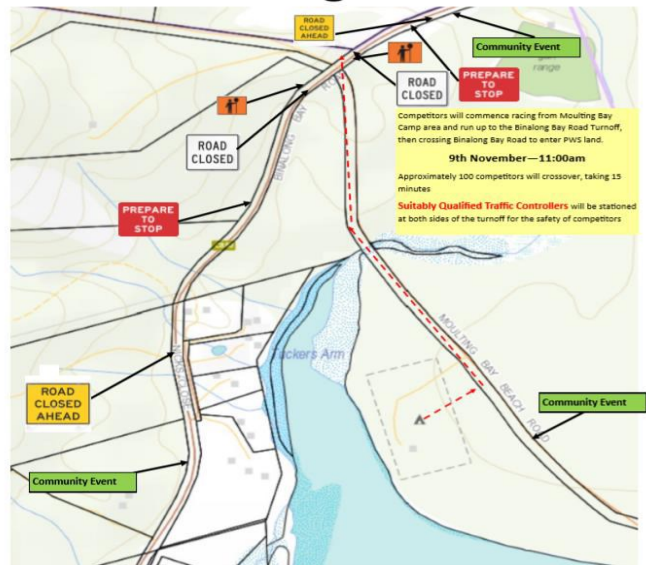 ROAD
CLOSED
AHEAD
Community Event
range
ROAD
CLOSED
PREPARE
TO
STOP
Competitors will commence racing from Moulting Bay
Camp area and run up to the Binalong Bay Road Turnoff,
then crossing Binalong Bay Road to enter PWS land.
9th November—11:00am
Approximately 100 competitors will crossover, taking 15
minutes
Suitably Qualified Traffic Controllers will be stationed
at both sides of the turnoff for the safety of competitors
ROAD
CLOSED
BINALONG BAY ROAD
PREPARE
TO
STOP
Tuckers Arm
MOULTING BAY BEACH ROAD
ROAD
CLOSED
AHEAD
Community Event
Community Event